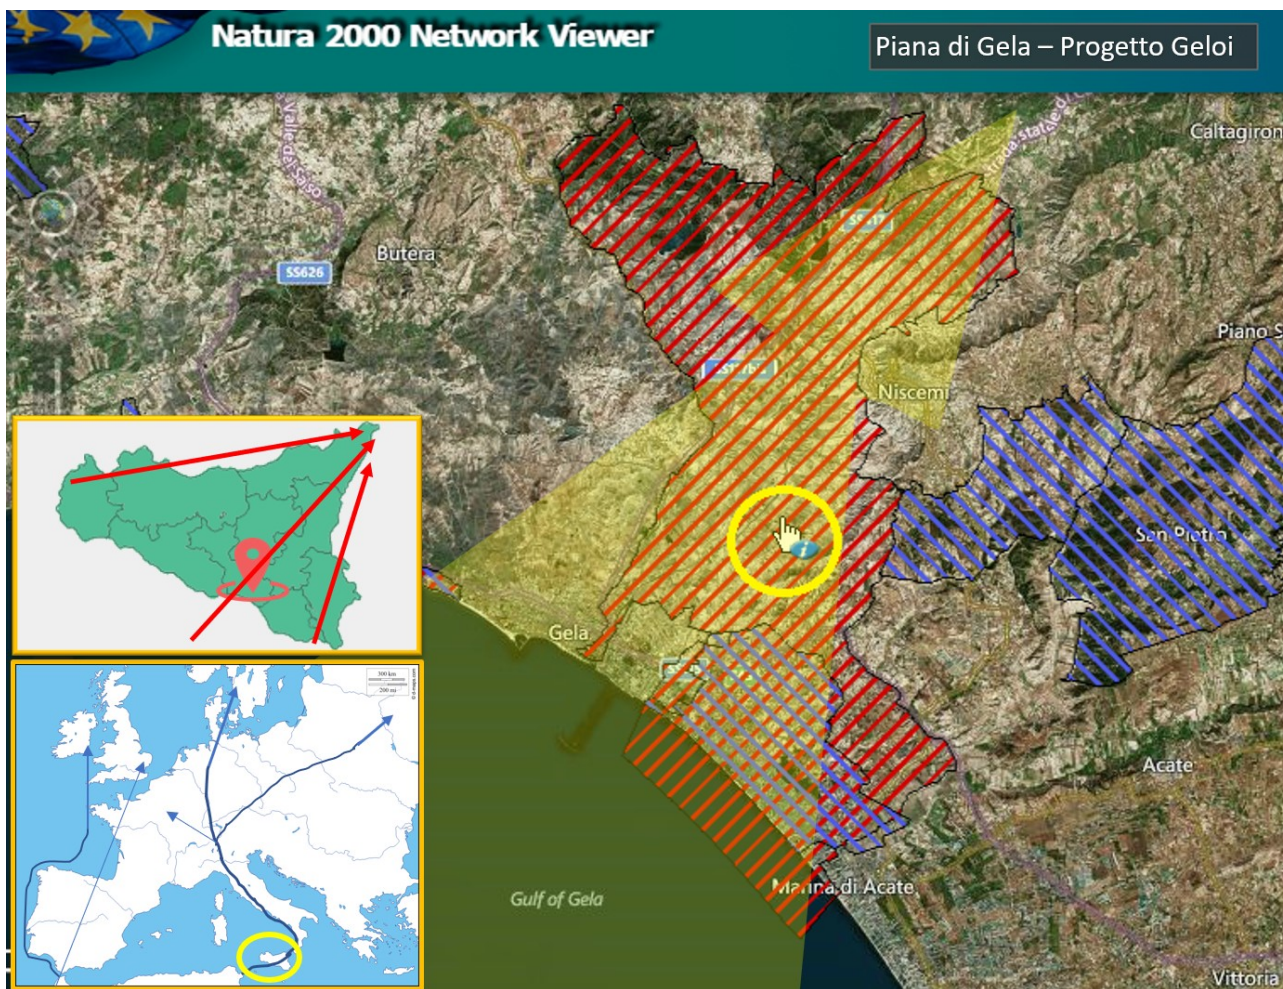 Natura 2000 Network Viewer
Piana di Gela – Progetto Geloi
Caltagiron
Butera
SS626
Piano S
Niscemi
San Pietro
Gela
Acate
Marina di Acate
Gulf of Gela
Vittoria
300 km
200 mi